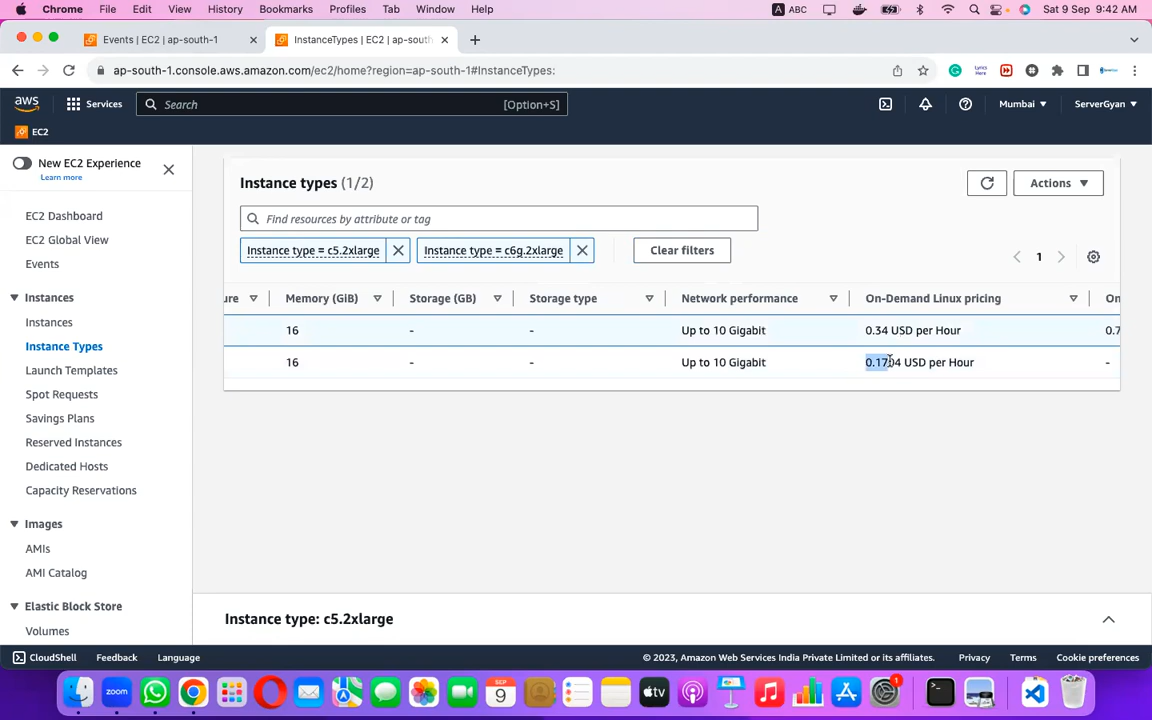 Chrome File Edit View History Bookmarks Profiles Tab Window Help A ABC Sat 9 Sep 9:42 AM
Events | EC2 | ap-south-1 InstanceTypes | EC2 | ap-south-
ap-south-1.console.aws.amazon.com/ec2/home?region=ap-south-1#InstanceTypes:
aws Services Search [Option+S] Mumbai ServerGyan
EC2
New EC2 Experience
Learn more
EC2 Dashboard
EC2 Global View
Events
Instances
Instances
Instance Types
Launch Templates
Spot Requests
Savings Plans
Reserved Instances
Dedicated Hosts
Capacity Reservations
Images
AMIs
AMI Catalog
Elastic Block Store
Volumes
Instance types (1/2)
Actions
Find resources by attribute or tag
Instance type = c5.2xlarge Instance type = c6g.2xlarge Clear filters
1
ure Memory (GiB) Storage (GB) Storage type Network performance On-Demand Linux pricing On
16 - - Up to 10 Gigabit 0.34 USD per Hour 0.7
16 - - Up to 10 Gigabit 0.1704 USD per Hour -
Instance type: c5.2xlarge
CloudShell Feedback Language © 2023, Amazon Web Services India Private Limited or its affiliates. Privacy Terms Cookie preferences
zoom SEP 9 tv 1